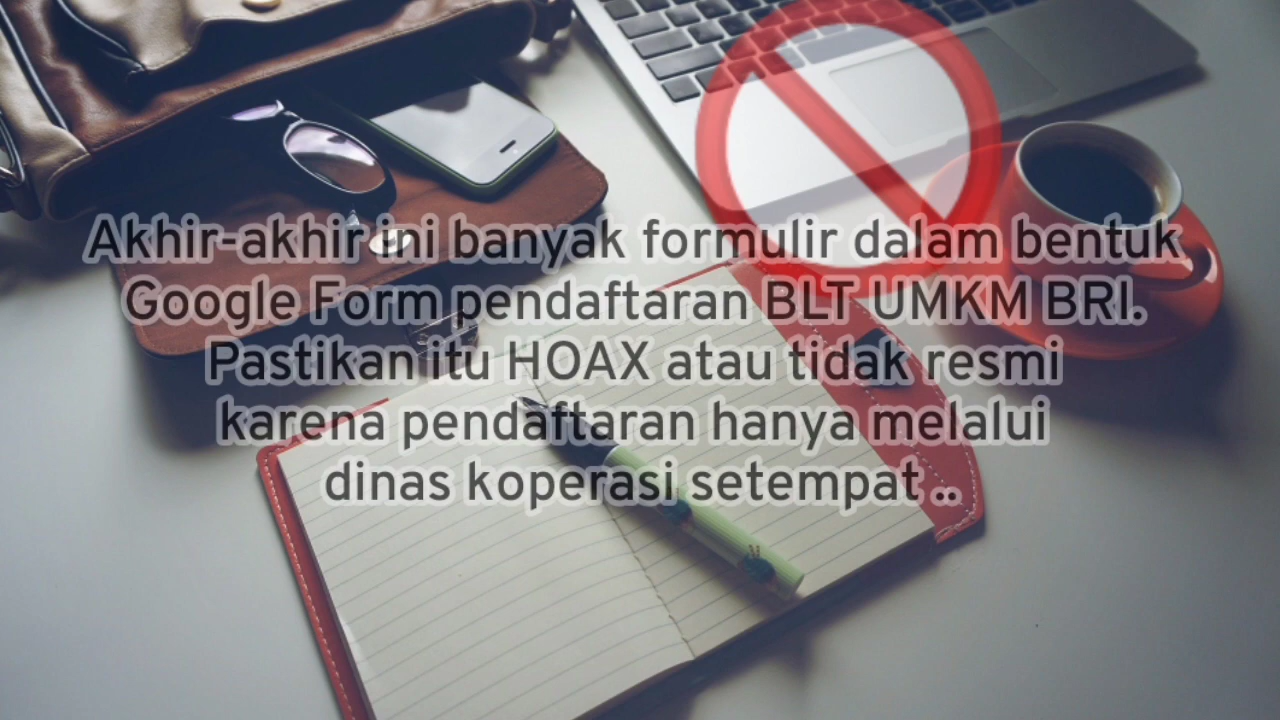 Akhir-akhir ini banyak formulir dalam bentuk
Google Form pendaftaran BLT UMKM BRI.
Pastikan itu HOAX atau tidak resmi
karena pendaftaran hanya melalui
dinas koperasi setempat ..